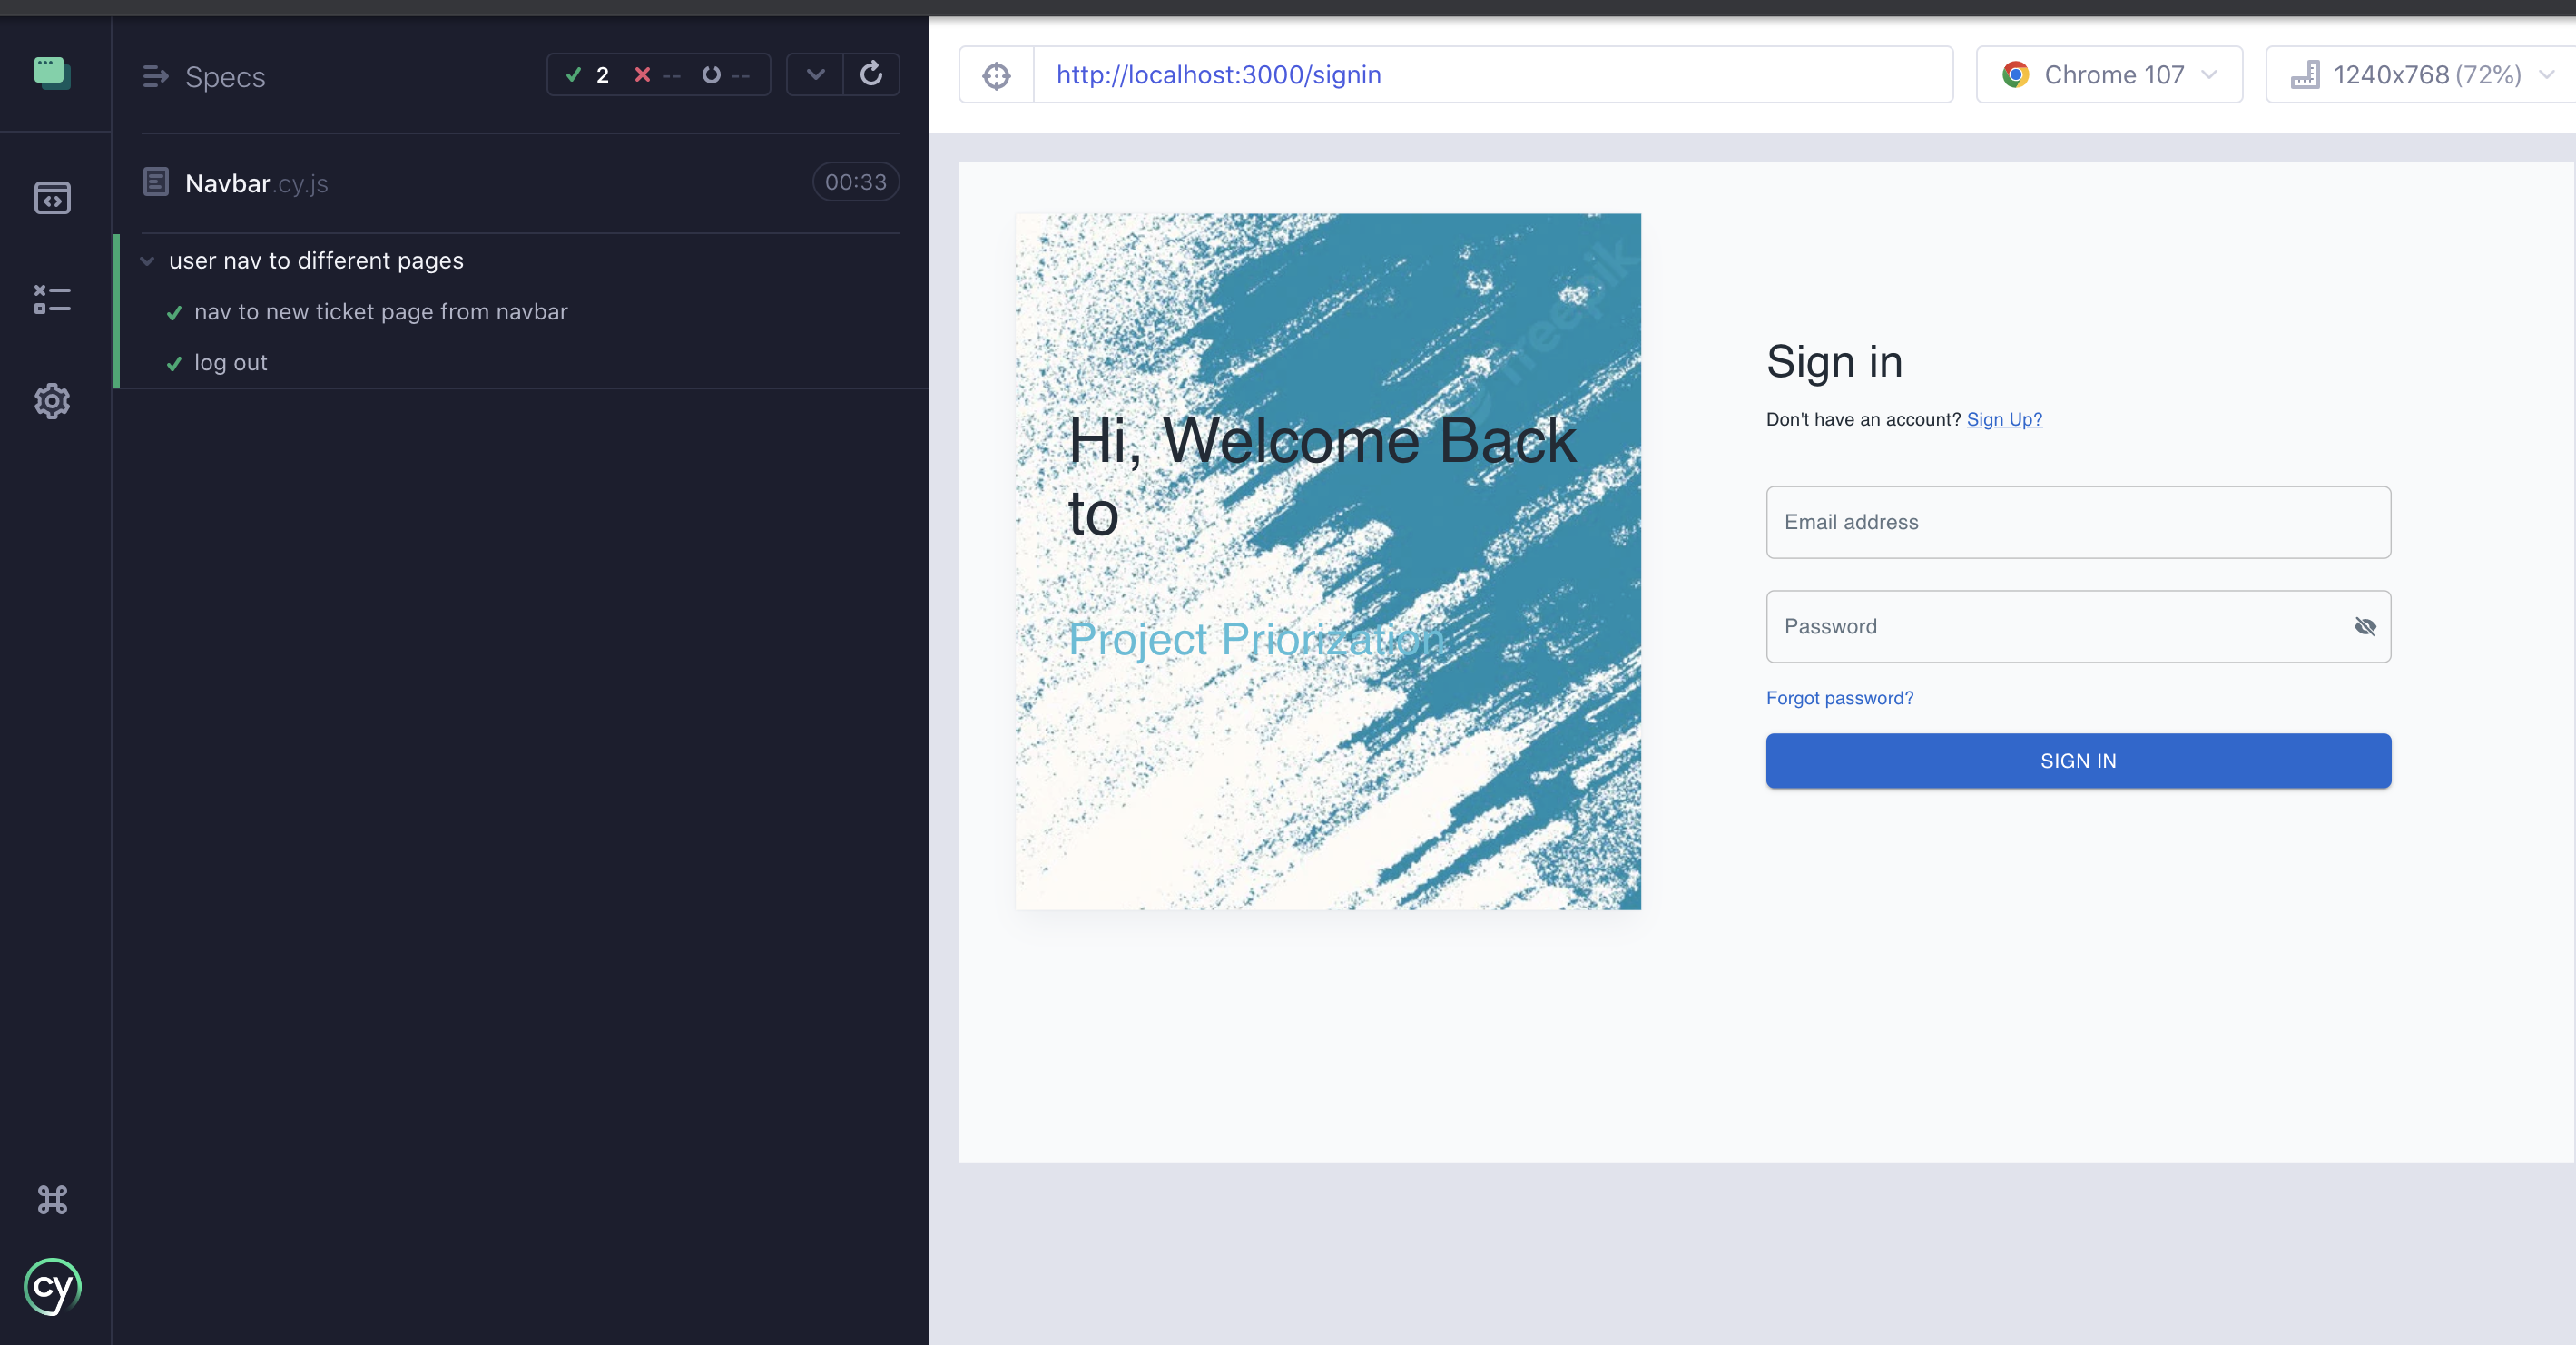 Specs
2 -- --
http://localhost:3000/signin
Chrome 107
1240x768 (72%)
Navbar.cy.js
00:33
user nav to different pages
nav to new ticket page from navbar
log out
freepik
Hi, Welcome Back
to
Project Priorization
Sign in
Don't have an account? Sign Up?
Email address
Password
Forgot password?
SIGN IN
cy